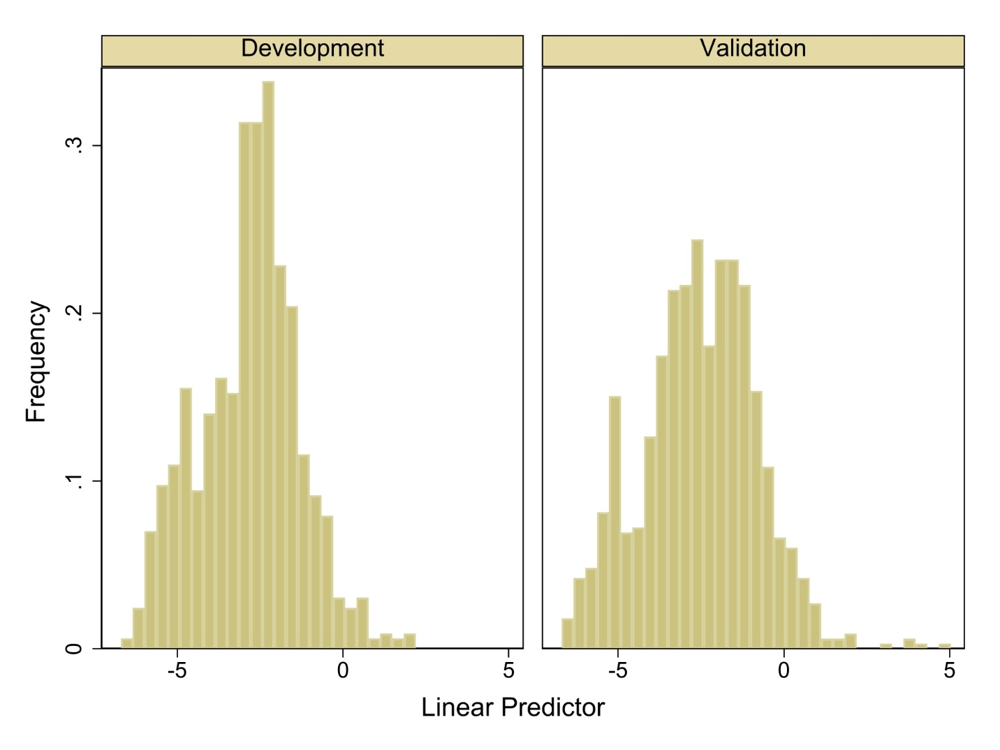 Development
Validation
Frequency
.3
.2
.1
0
-5
0
5
-5
0
5
Linear Predictor